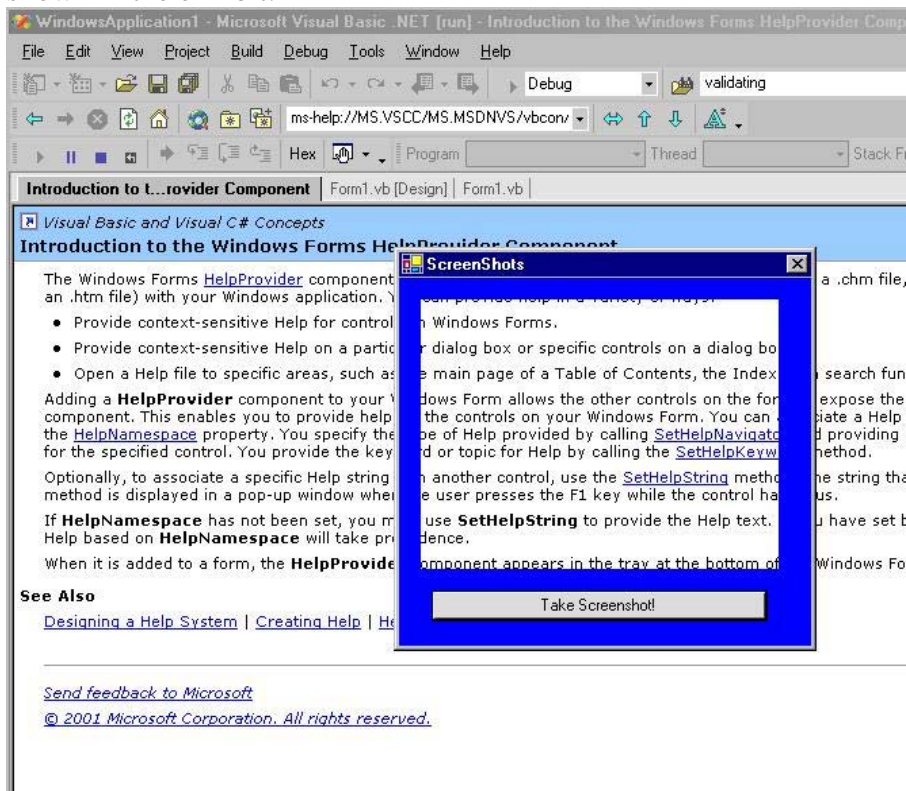 WindowsApplication1 - Microsoft Visual Basic .NET [run] - Introduction to the Windows Forms HelpProvider Comp
File Edit View Project Build Debug Tools Window Help
Debug validating
ms-help://MS.VSCC/MS.MSDNVS/vbcon/
Hex Program Thread Stack Fr
Introduction to t...rovider Component Form1.vb [Design] Form1.vb
Visual Basic and Visual C# Concepts
Introduction to the Windows Forms HelpProvider Component
ScreenShots
The Windows Forms HelpProvider component a .chm file,
an .htm file) with your Windows application.
• Provide context-sensitive Help for control n Windows Forms.
• Provide context-sensitive Help on a partic r dialog box or specific controls on a dialog bo
• Open a Help file to specific areas, such as e main page of a Table of Contents, the Index search fun
Adding a HelpProvider component to your dows Form allows the other controls on the for expose the
component. This enables you to provide help the controls on your Windows Form. You can iate a Help
the HelpNamespace property. You specify the pe of Help provided by calling SetHelpNavigato d providing
for the specified control. You provide the key rd or topic for Help by calling the SetHelpKeyw ethod.
Optionally, to associate a specific Help string another control, use the SetHelpString metho e string tha
method is displayed in a pop-up window whe e user presses the F1 key while the control ha us.
If HelpNamespace has not been set, you m use SetHelpString to provide the Help text. u have set b
Help based on HelpNamespace will take pr dence.
When it is added to a form, the HelpProvide omponent appears in the tray at the bottom of Windows Fo
Take Screenshot!
See Also
Designing a Help System | Creating Help | He
Send feedback to Microsoft
© 2001 Microsoft Corporation. All rights reserved.